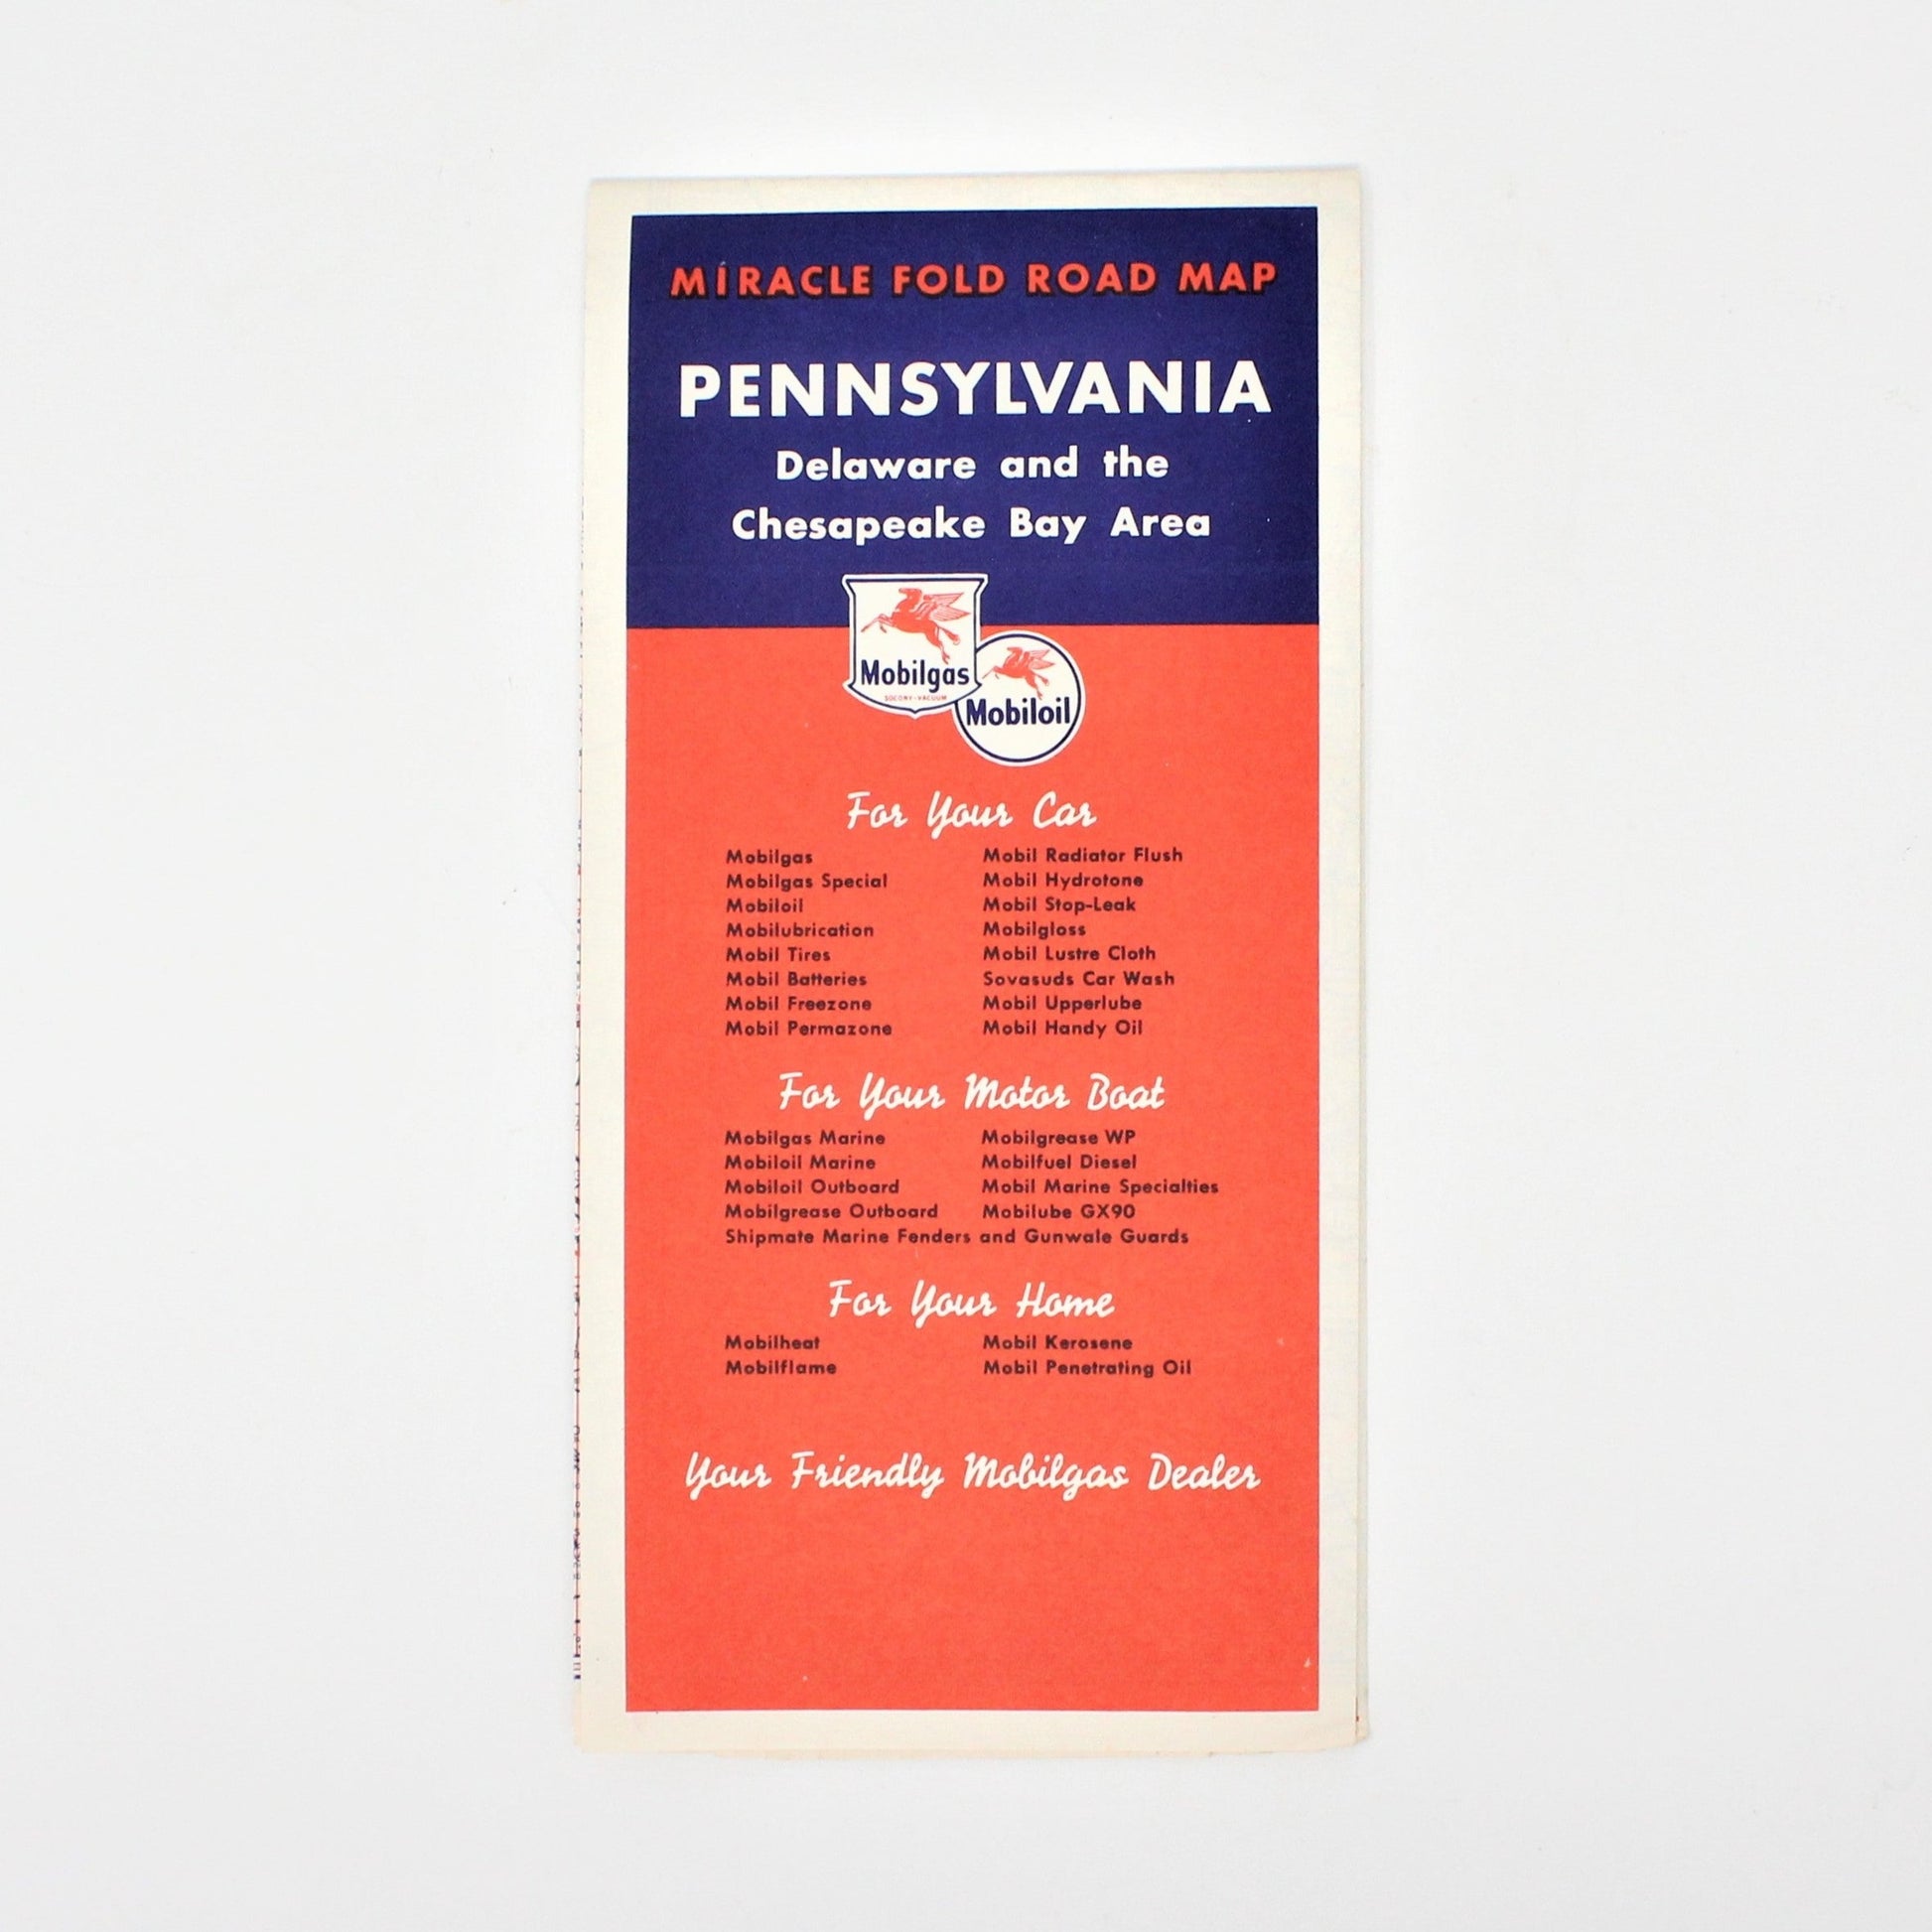 MIRACLE FOLD ROAD MAP
PENNSYLVANIA
Delaware and the
Chesapeake Bay Area
Mobilgas
SOCONY-VACUUM
Mobiloil
For Your Car
Mobilgas
Mobilgas Special
Mobiloil
Mobilubrication
Mobil Tires
Mobil Batteries
Mobil Freezone
Mobil Permazone
Mobil Radiator Flush
Mobil Hydrotone
Mobil Stop-Leak
Mobilgloss
Mobil Lustre Cloth
Sovasuds Car Wash
Mobil Upperlube
Mobil Handy Oil
For Your Motor Boat
Mobilgas Marine
Mobiloil Marine
Mobiloil Outboard
Mobilgrease Outboard
Mobilgrease WP
Mobilfuel Diesel
Mobil Marine Specialties
Mobilube GX90
Shipmate Marine Fenders and Gunwale Guards
For Your Home
Mobilheat
Mobilflame
Mobil Kerosene
Mobil Penetrating Oil
Your Friendly Mobilgas Dealer